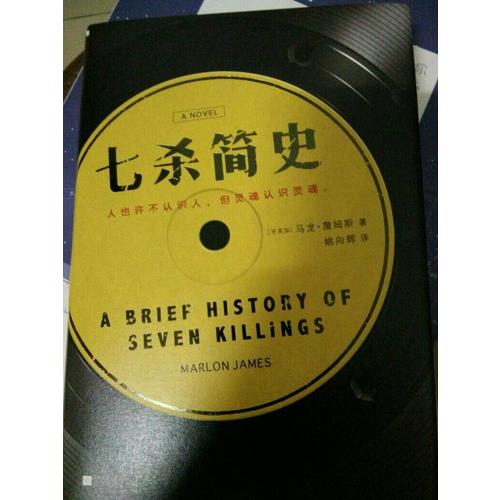 A NOVEL
七杀简史
人也许不认识人，但灵魂认识灵魂。
[牙买加] 马龙·詹姆斯 著
姚向辉 译
A BRIEF HISTORY OF
SEVEN KILLiNGS
MARLON JAMES